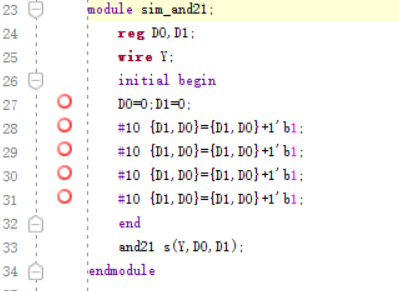 23 module sim_and21;
24 reg D0,D1;
25 wire Y;
26 initial begin
27 D0=0;D1=0;
28 #10 {D1,D0}={D1,D0}+1'b1;
29 #10 {D1,D0}={D1,D0}+1'b1;
30 #10 {D1,D0}={D1,D0}+1'b1;
31 #10 {D1,D0}={D1,D0}+1'b1;
32 end
33 and21 s(Y,D0,D1);
34 endmodule